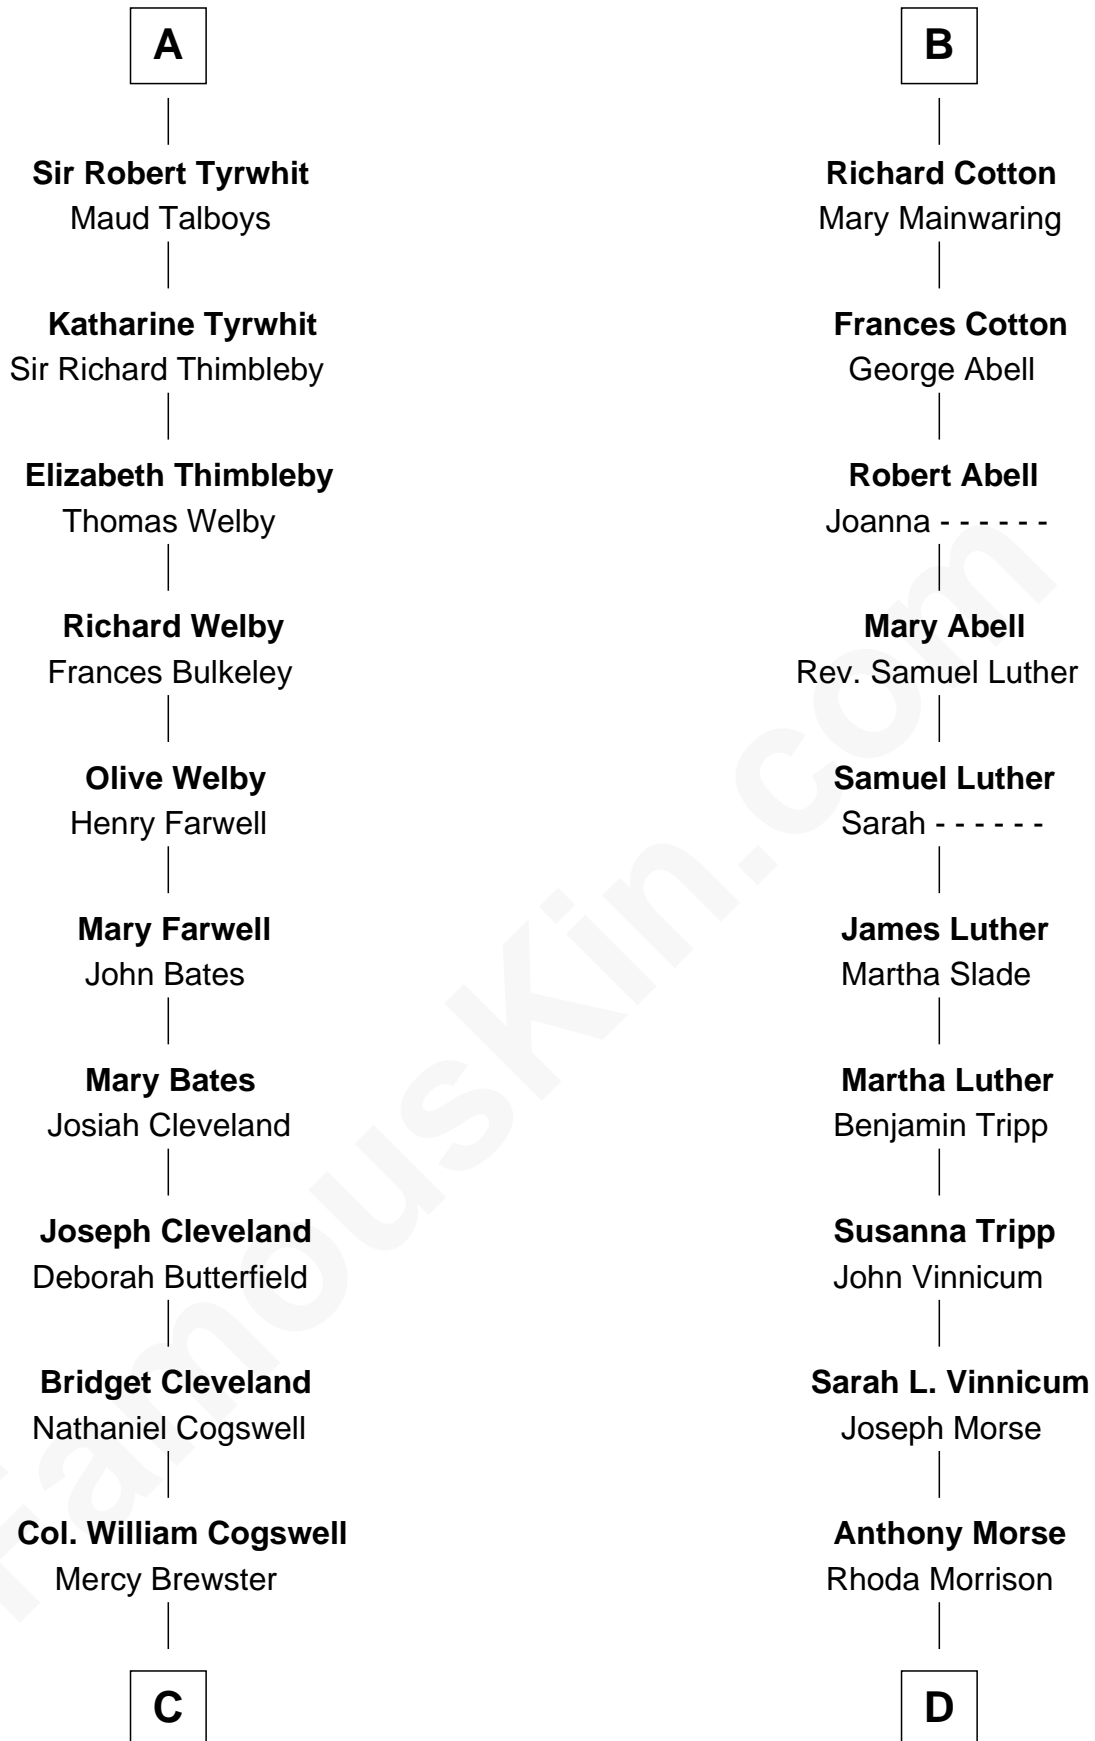 A
Sir Robert Tyrwhit
Maud Talboys
Katharine Tyrwhit
Sir Richard Thimbleby
Elizabeth Thimbleby
Thomas Welby
Richard Welby
Frances Bulkeley
Olive Welby
Henry Farwell
Mary Farwell
John Bates
Mary Bates
Josiah Cleveland
Joseph Cleveland
Deborah Butterfield
Bridget Cleveland
Nathaniel Cogswell
Col. William Cogswell
Mercy Brewster
C
B
Richard Cotton
Mary Mainwaring
Frances Cotton
George Abell
Robert Abell
Joanna - - - - - -
Mary Abell
Rev. Samuel Luther
Samuel Luther
Sarah - - - - - -
James Luther
Martha Slade
Martha Luther
Benjamin Tripp
Susanna Tripp
John Vinnicum
Sarah L. Vinnicum
Joseph Morse
Anthony Morse
Rhoda Morrison
D
FamousKin.com